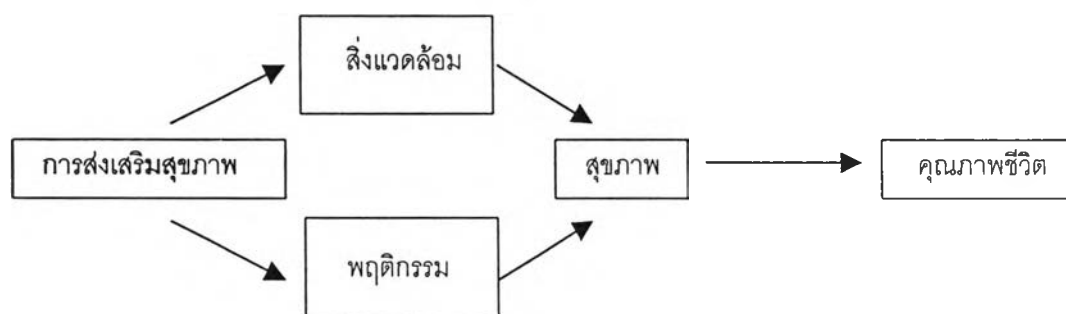 สิ่งแวดล้อม
การส่งเสริมสุขภาพ
สุขภาพ
คุณภาพชีวิต
พฤติกรรม